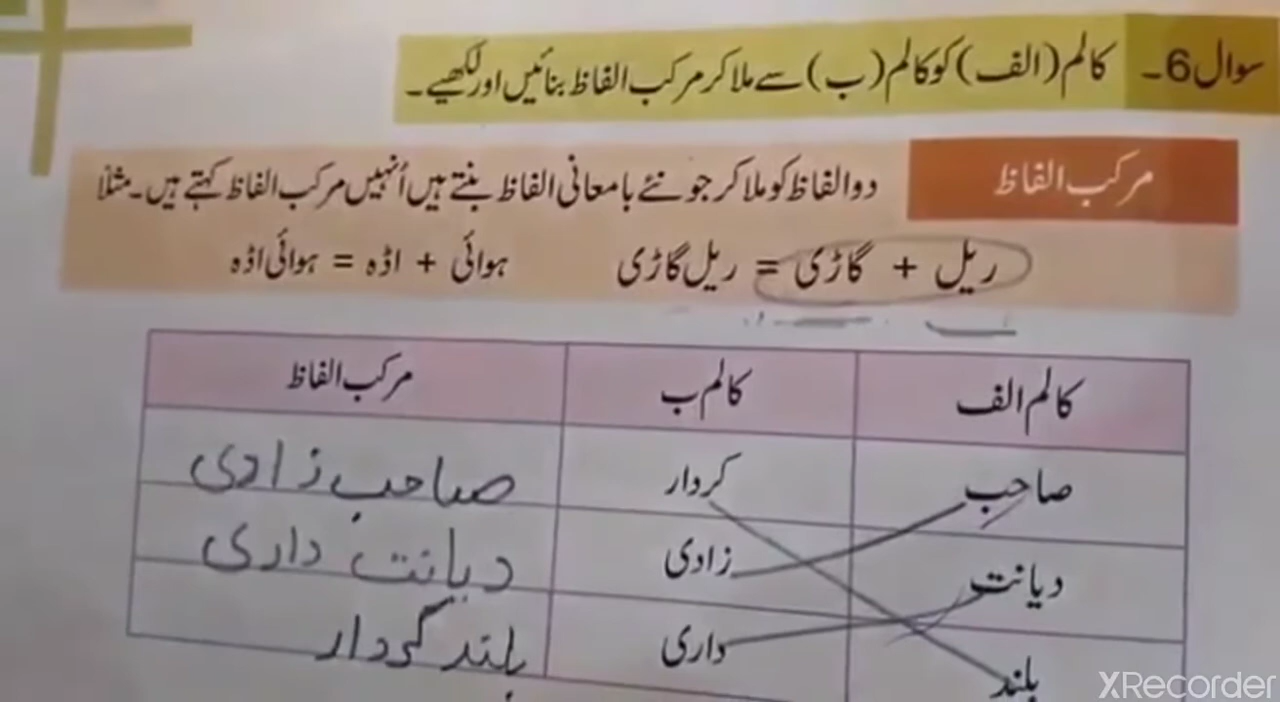 سوال 6۔ کالم (الف) کو کالم (ب) سے ملا کر مرکب الفاظ بنائیں اور لکھیے۔
مرکب الفاظ دو الفاظ کو ملا کر جو نئے بامعانی الفاظ بنتے ہیں اُنہیں مرکب الفاظ کہتے ہیں۔ مثلاً
ریل + گاڑی = ریل گاڑی ہوائی + اڈہ = ہوائی اڈہ
کالم الف کالم ب مرکب الفاظ
صاحب کردار صاحب زادی
دیانت زادی دیانت داری
بلند داری بلند کردار
XRecorder